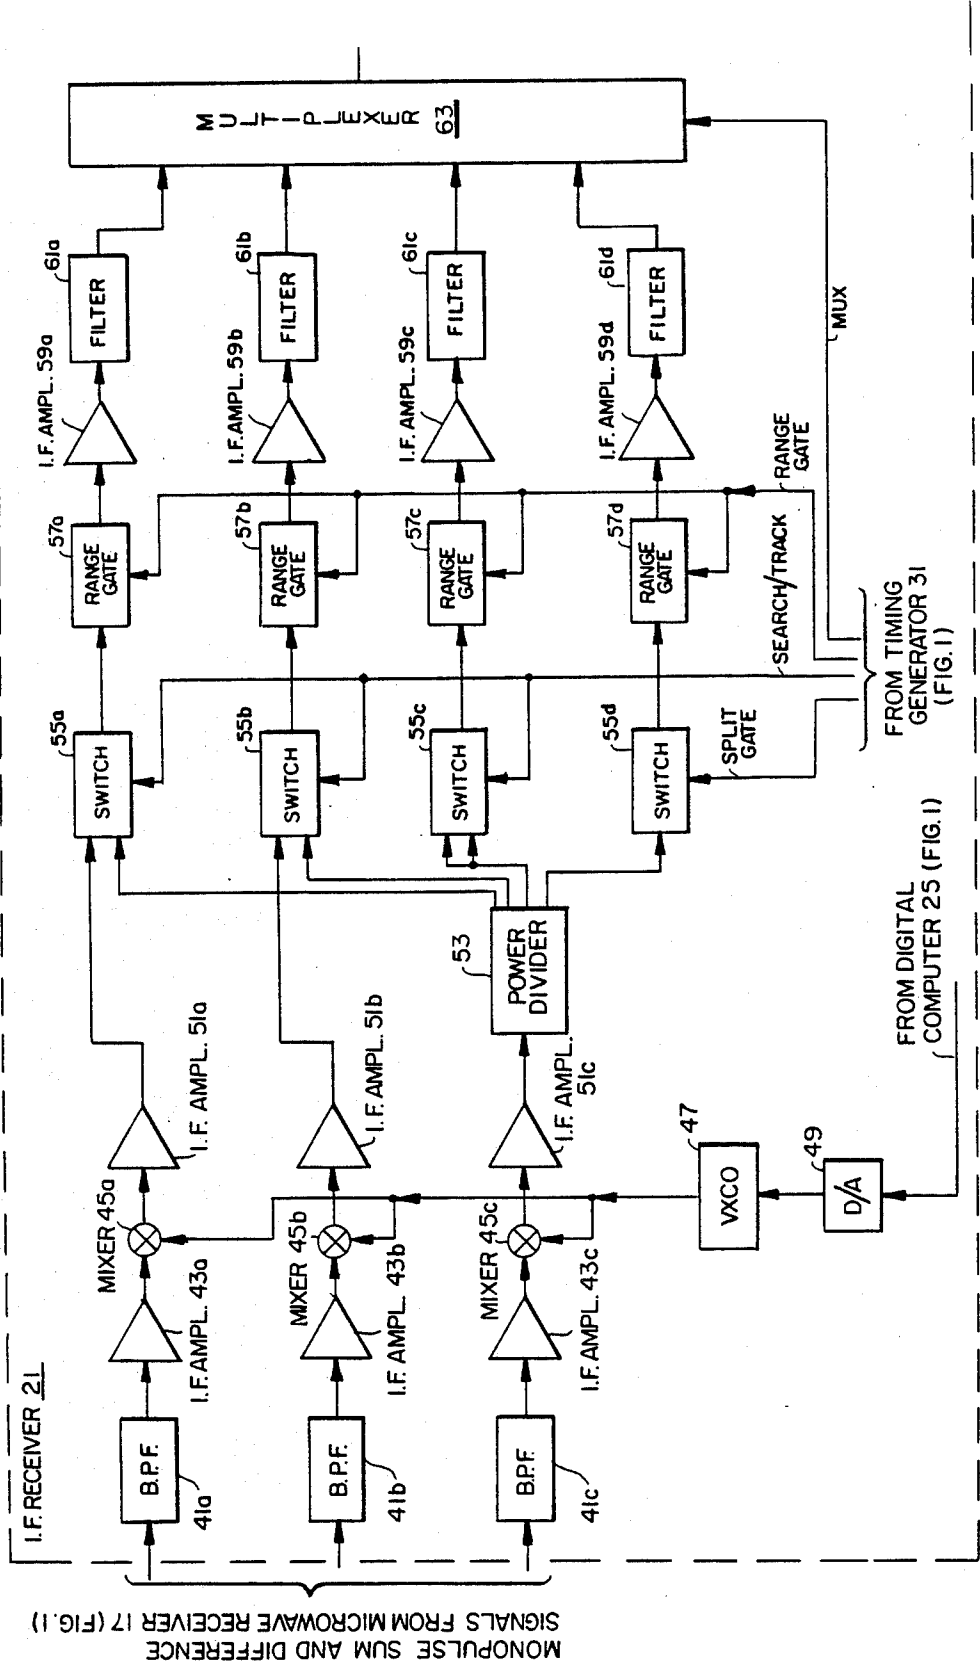 I.F. RECEIVER 21
MONOPULSE SUM AND DIFFERENCE
SIGNALS FROM MICROWAVE RECEIVER 17 (FIG. 1)
B.P.F.
41a
I.F. AMPL. 43a
MIXER 45a
I.F. AMPL. 51a
SWITCH
55a
RANGE
GATE
57a
I.F. AMPL. 59a
FILTER
61a
B.P.F.
41b
I.F. AMPL. 43b
MIXER 45b
I.F. AMPL. 51b
SWITCH
55b
RANGE
GATE
57b
I.F. AMPL. 59b
FILTER
61b
B.P.F.
41c
I.F. AMPL. 43c
MIXER 45c
I.F. AMPL.
51c
POWER
DIVIDER
53
SWITCH
55c
RANGE
GATE
57c
I.F. AMPL. 59c
FILTER
61c
SWITCH
55d
RANGE
GATE
57d
I.F. AMPL. 59d
FILTER
61d
MULTIPLEXER 63
VXCO
47
D/A
49
FROM DIGITAL
COMPUTER 25 (FIG. 1)
SPLIT
GATE
SEARCH/TRACK
RANGE
GATE
MUX
FROM TIMING
GENERATOR 31
(FIG. 1)